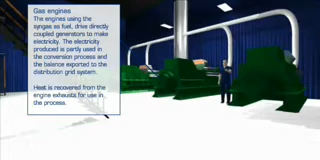 Gas engines
The engines using the
syngas as fuel, drive directly
coupled generators to make
electricity. The electricity
produced is partly used in
the conversion process and
the balance exported to the
distribution grid system.
Heat is recovered from the
engine exhausts for use in
the process.